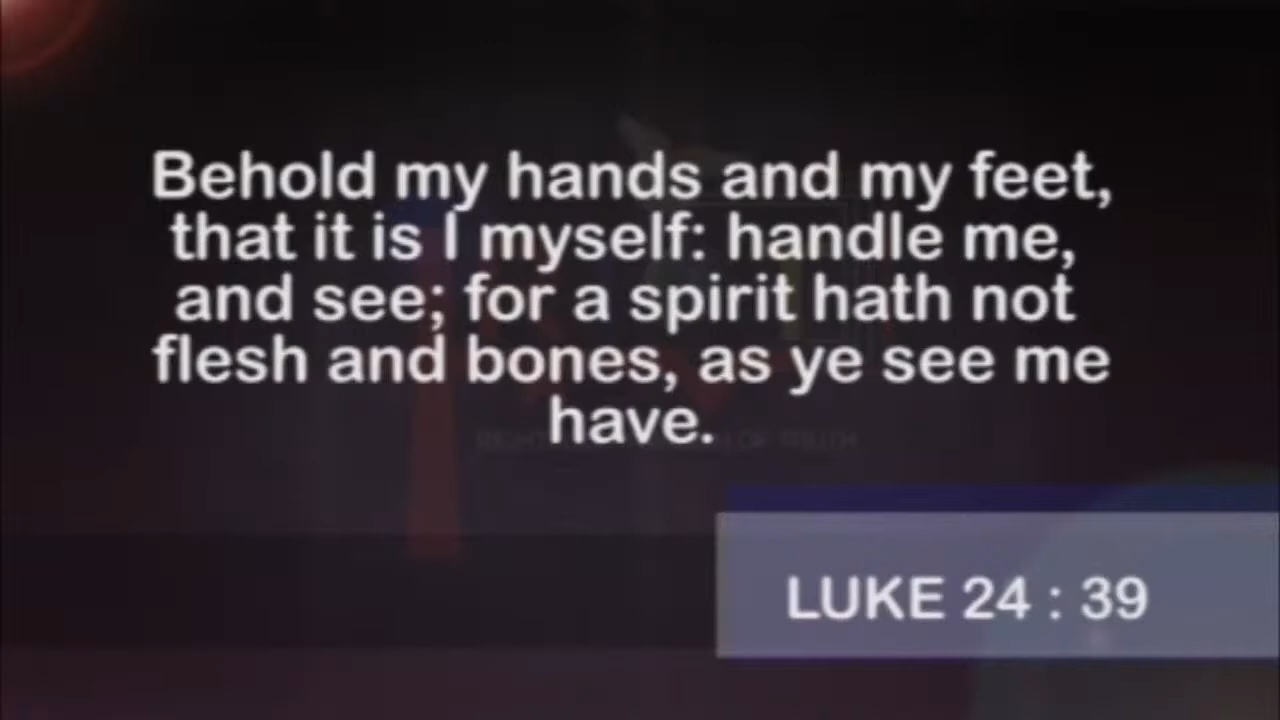 Behold my hands and my feet,
that it is I myself: handle me,
and see; for a spirit hath not
flesh and bones, as ye see me
have.
LUKE 24 : 39